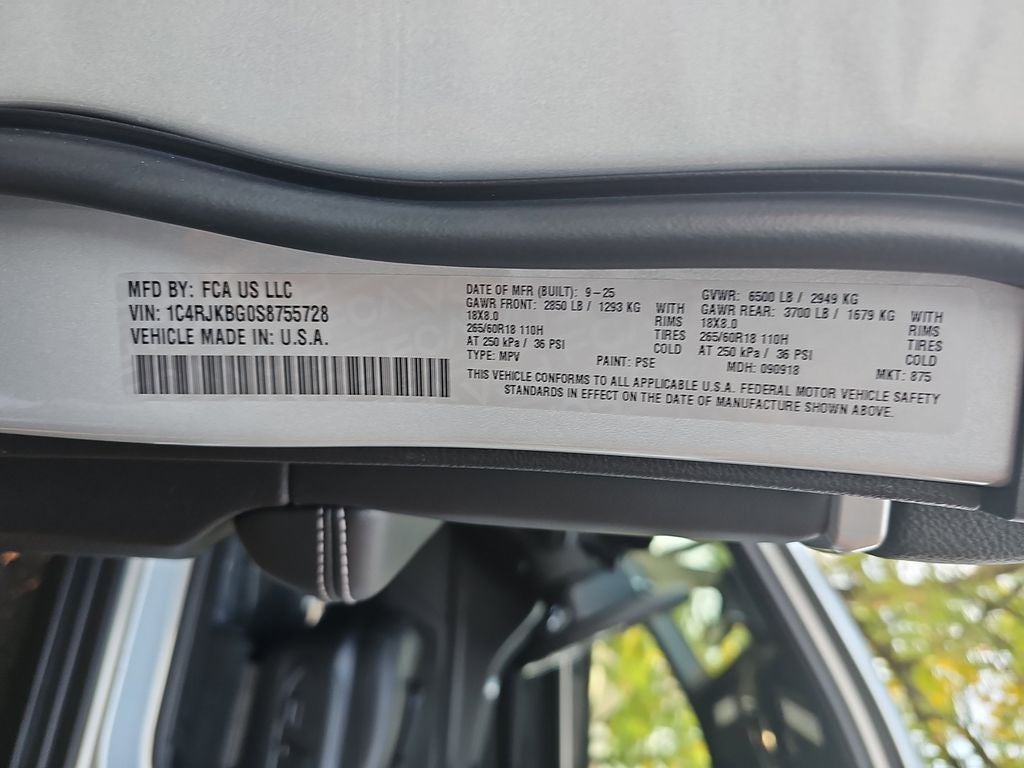 MFD BY: FCA US LLC
VIN: 1C4RJKBG0S8755728
VEHICLE MADE IN: U.S.A.
DATE OF MFR (BUILT): 9-25 GVWR: 6500 LB / 2949 KG
GAWR FRONT: 2850 LB / 1293 KG WITH GAWR REAR: 3700 LB / 1679 KG WITH
18X8.0 RIMS 18X8.0 RIMS
265/60R18 110H TIRES 265/60R18 110H TIRES
AT 250 kPa / 36 PSI COLD AT 250 kPa / 36 PSI COLD
TYPE: MPV PAINT: PSE MDH: 090918 MKT: 875
THIS VEHICLE CONFORMS TO ALL APPLICABLE U.S.A. FEDERAL MOTOR VEHICLE SAFETY
STANDARDS IN EFFECT ON THE DATE OF MANUFACTURE SHOWN ABOVE.